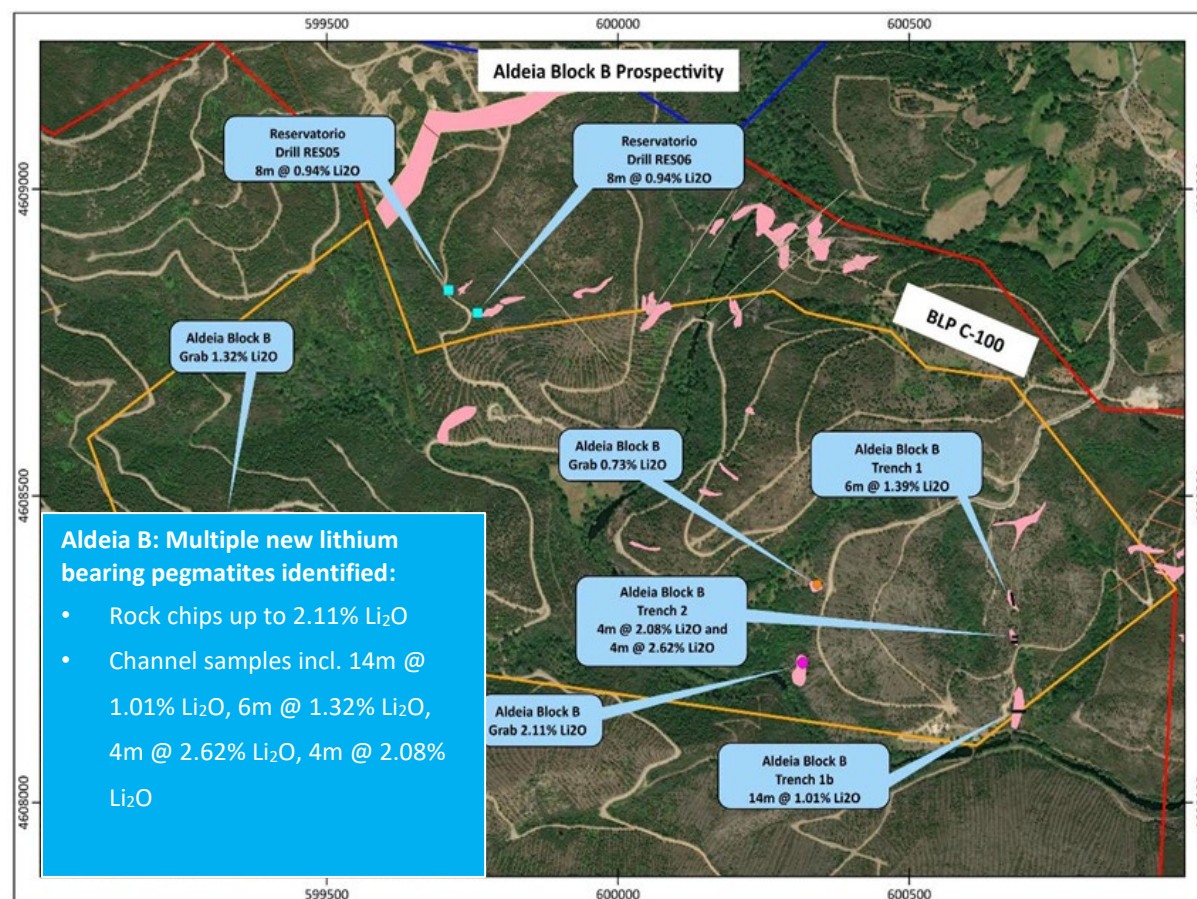 599500
600000
600500
Aldeia Block B Prospectivity
Reservatorio
Drill RES05
8m @ 0.94% Li2O
Reservatorio
Drill RES06
8m @ 0.94% Li2O
4609000
BLP C-100
Aldeia Block B
Grab 1.32% Li2O
Aldeia Block B
Grab 0.73% Li2O
Aldeia Block B
Trench 1
6m @ 1.39% Li2O
4608500
Aldeia B: Multiple new lithium
bearing pegmatites identified:
• Rock chips up to 2.11% Li₂O
• Channel samples incl. 14m @
1.01% Li₂O, 6m @ 1.32% Li₂O,
4m @ 2.62% Li₂O, 4m @ 2.08%
Li₂O
Aldeia Block B
Trench 2
4m @ 2.08% Li2O and
4m @ 2.62% Li2O
Aldeia Block B
Grab 2.11% Li2O
Aldeia Block B
Trench 1b
14m @ 1.01% Li2O
4608000
599500
600000
600500